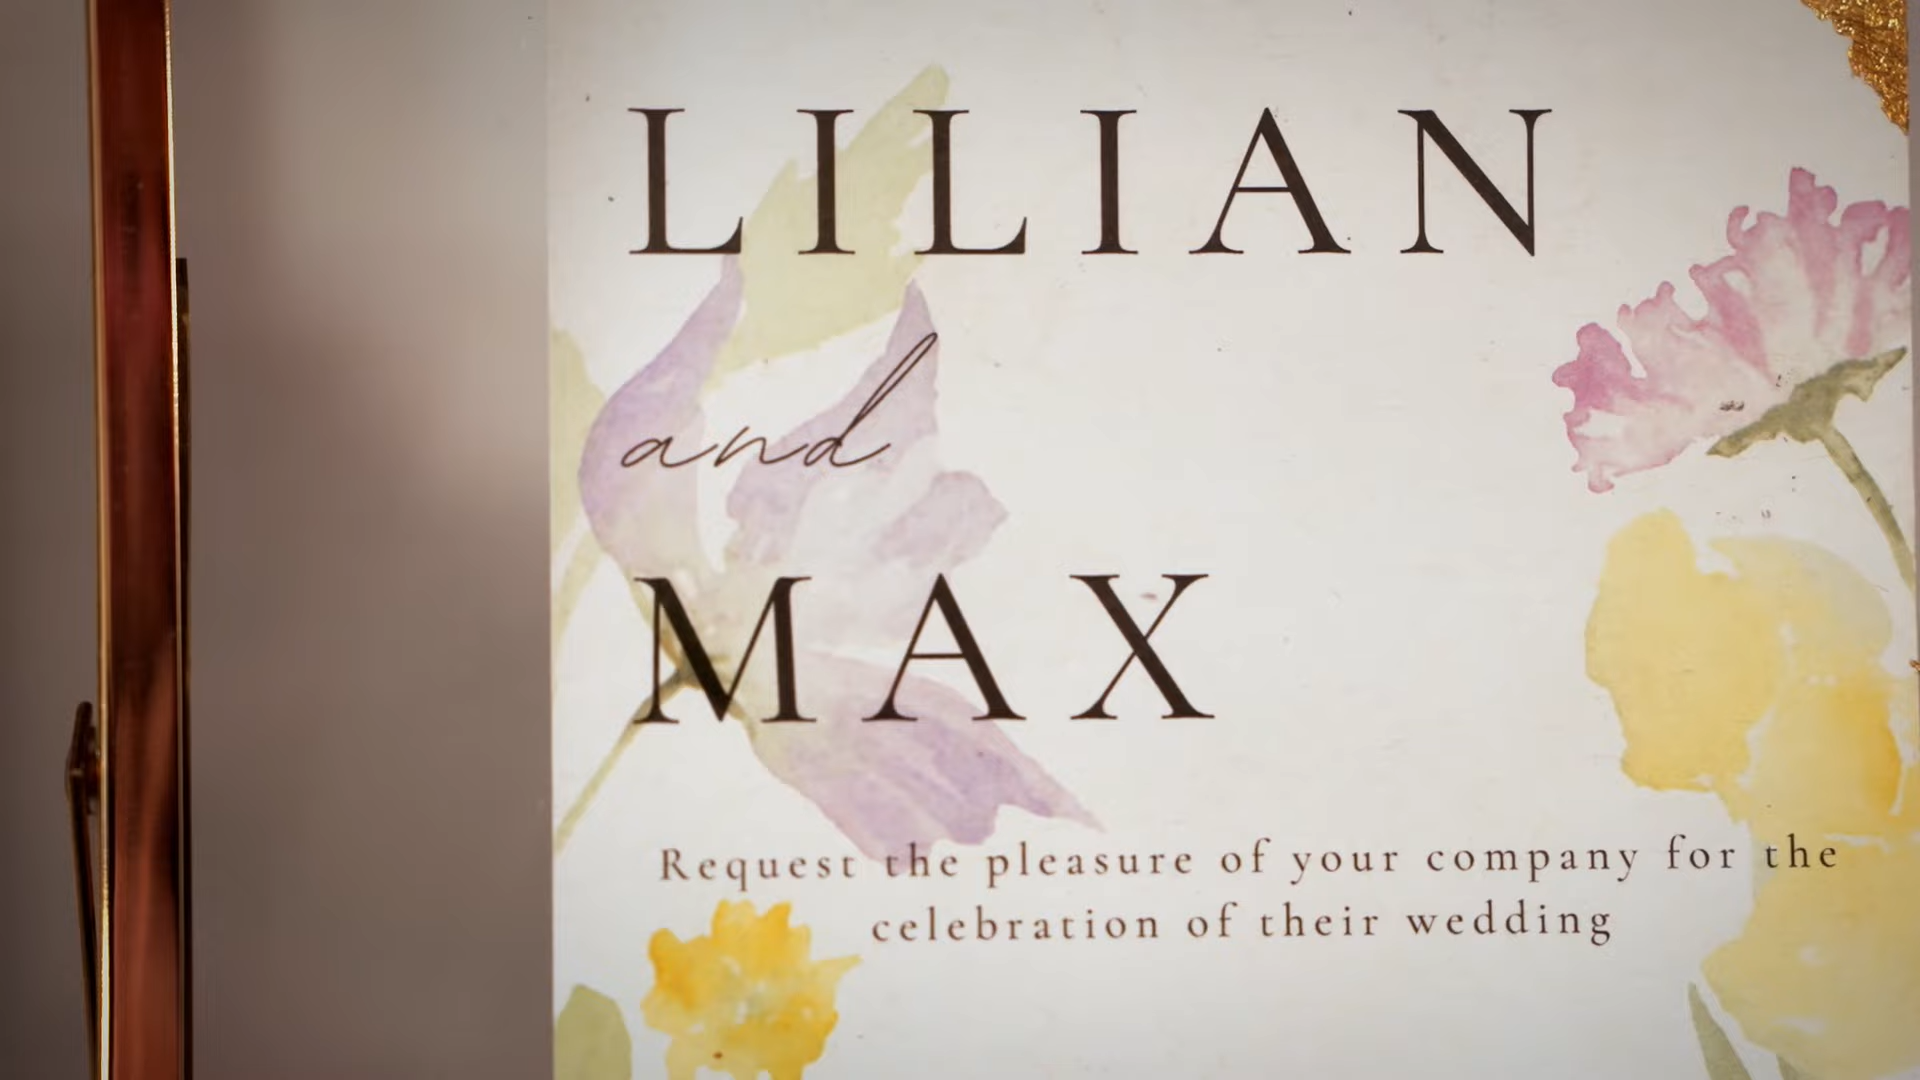 LILIAN
and
MAX
Request the pleasure of your company for the
celebration of their wedding